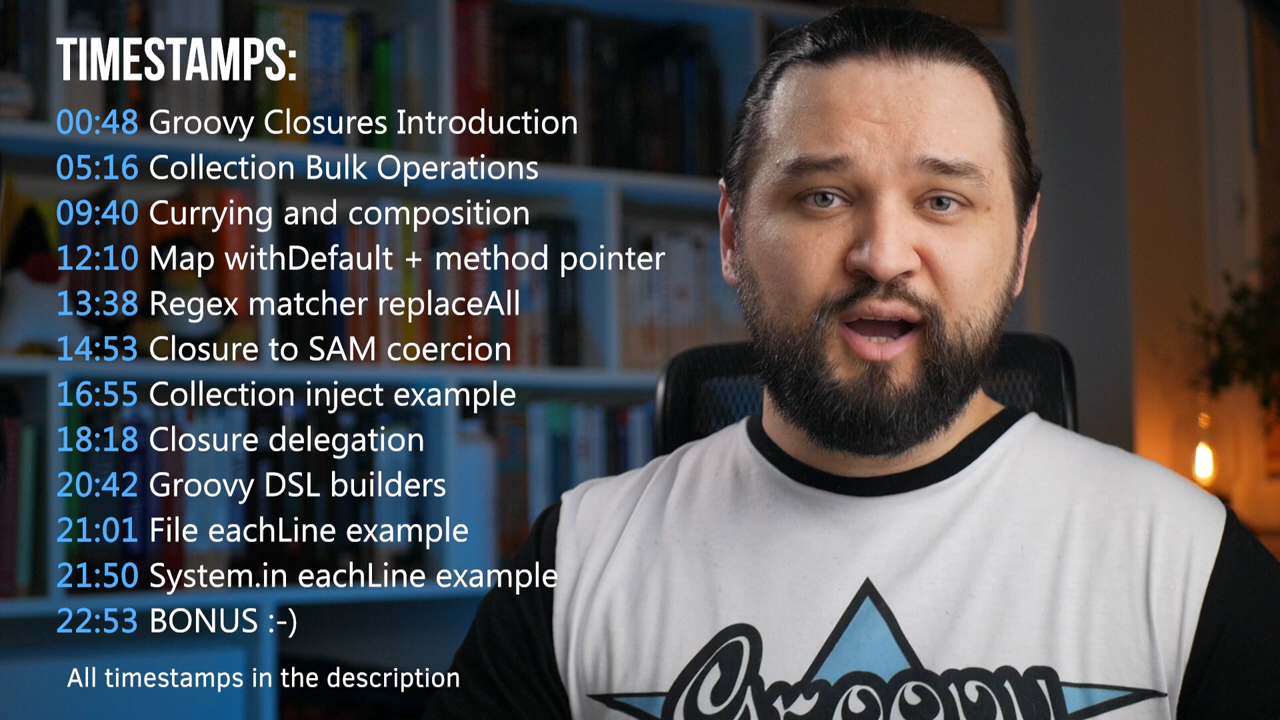 TIMESTAMPS:
00:48 Groovy Closures Introduction
05:16 Collection Bulk Operations
09:40 Currying and composition
12:10 Map withDefault + method pointer
13:38 Regex matcher replaceAll
14:53 Closure to SAM coercion
16:55 Collection inject example
18:18 Closure delegation
20:42 Groovy DSL builders
21:01 File eachLine example
21:50 System.in eachLine example
22:53 BONUS :-)
All timestamps in the description
Groovy